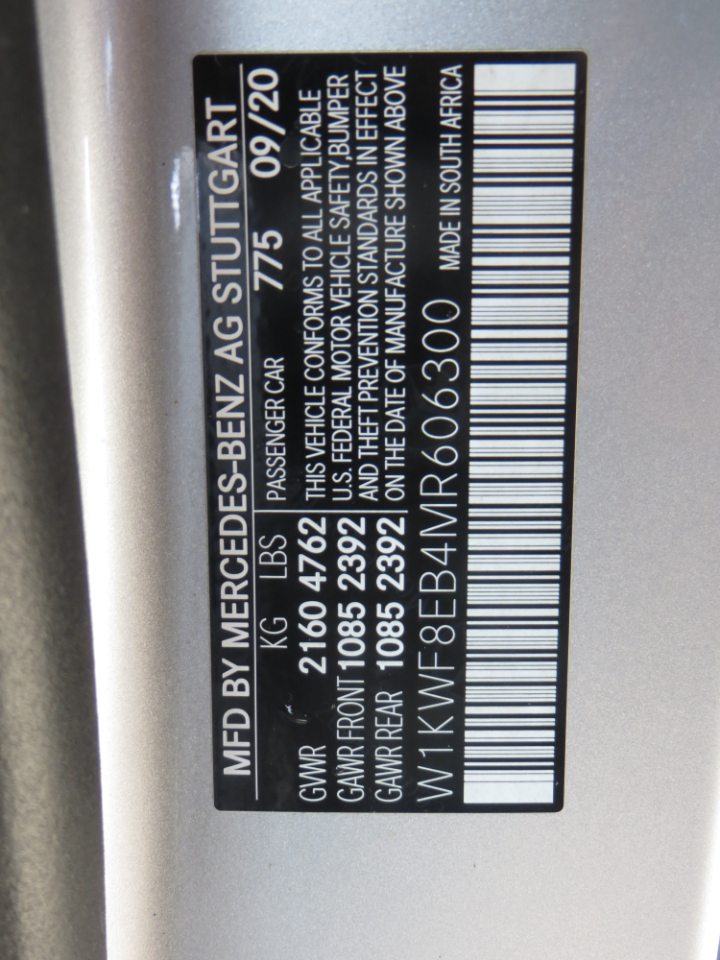 MFD BY MERCEDES-BENZ AG STUTTGART
KG LBS
GVWR 2160 4762
GAWR FRONT 1085 2392
GAWR REAR 1085 2392
PASSENGER CAR 775 09/20
THIS VEHICLE CONFORMS TO ALL APPLICABLE
U.S. FEDERAL MOTOR VEHICLE SAFETY,BUMPER
AND THEFT PREVENTION STANDARDS IN EFFECT
ON THE DATE OF MANUFACTURE SHOWN ABOVE
W1KWF8EB4MR606300 MADE IN SOUTH AFRICA